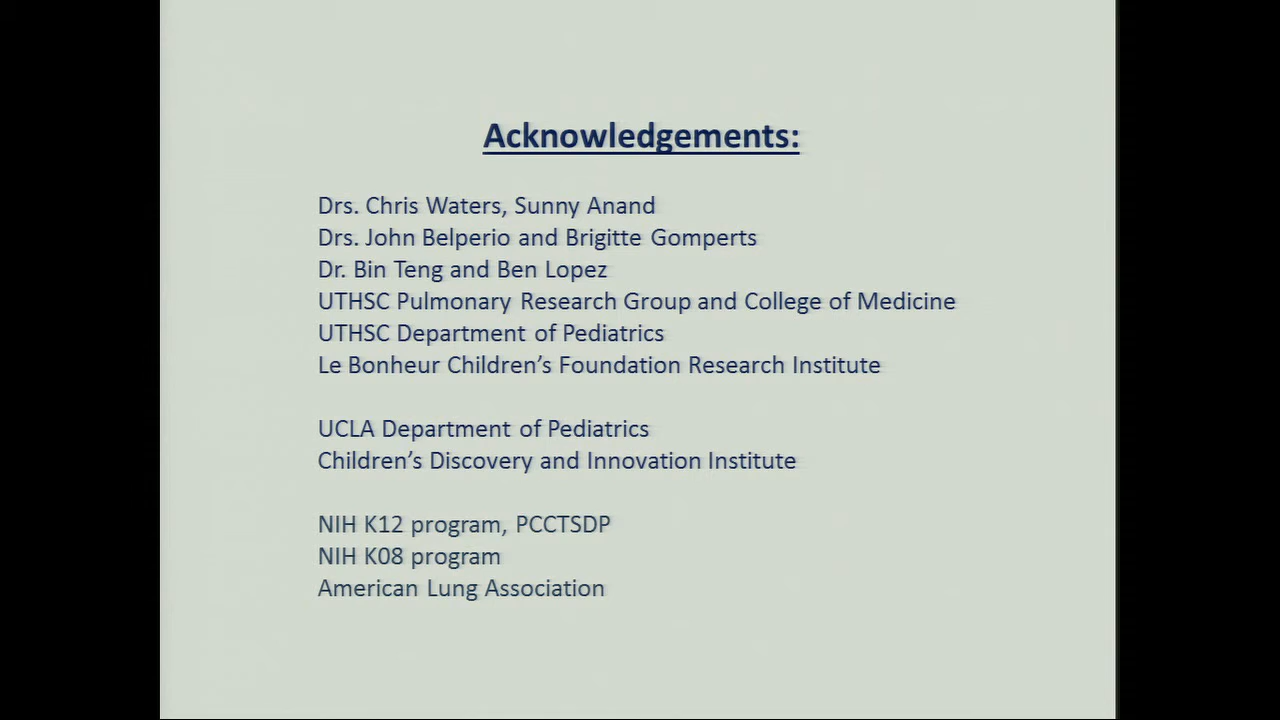 Acknowledgements:
Drs. Chris Waters, Sunny Anand
Drs. John Belperio and Brigitte Gomperts
Dr. Bin Teng and Ben Lopez
UTHSC Pulmonary Research Group and College of Medicine
UTHSC Department of Pediatrics
Le Bonheur Children’s Foundation Research Institute
UCLA Department of Pediatrics
Children’s Discovery and Innovation Institute
NIH K12 program, PCCTSDP
NIH K08 program
American Lung Association